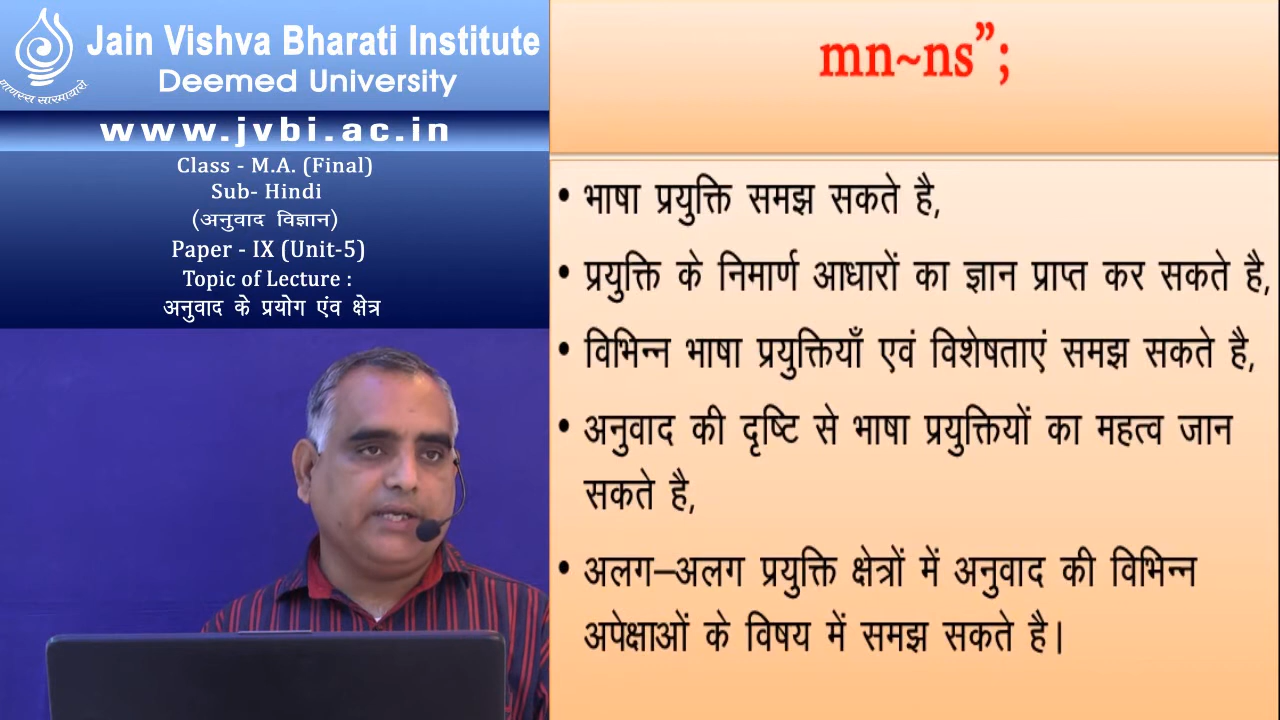 Jain Vishva Bharati Institute
Deemed University
www.jvbi.ac.in
Class - M.A. (Final)
Sub- Hindi
(अनुवाद विज्ञान)
Paper - IX (Unit-5)
Topic of Lecture :
अनुवाद के प्रयोग एंव क्षेत्र
mn~ns”;
• भाषा प्रयुक्ति समझ सकते है,
• प्रयुक्ति के निमार्ण आधारों का ज्ञान प्राप्त कर सकते है,
• विभिन्न भाषा प्रयुक्तियाँ एवं विशेषताएं समझ सकते है,
• अनुवाद की दृष्टि से भाषा प्रयुक्तियों का महत्व जान
सकते है,
• अलग–अलग प्रयुक्ति क्षेत्रों में अनुवाद की विभिन्न
अपेक्षाओं के विषय में समझ सकते है।